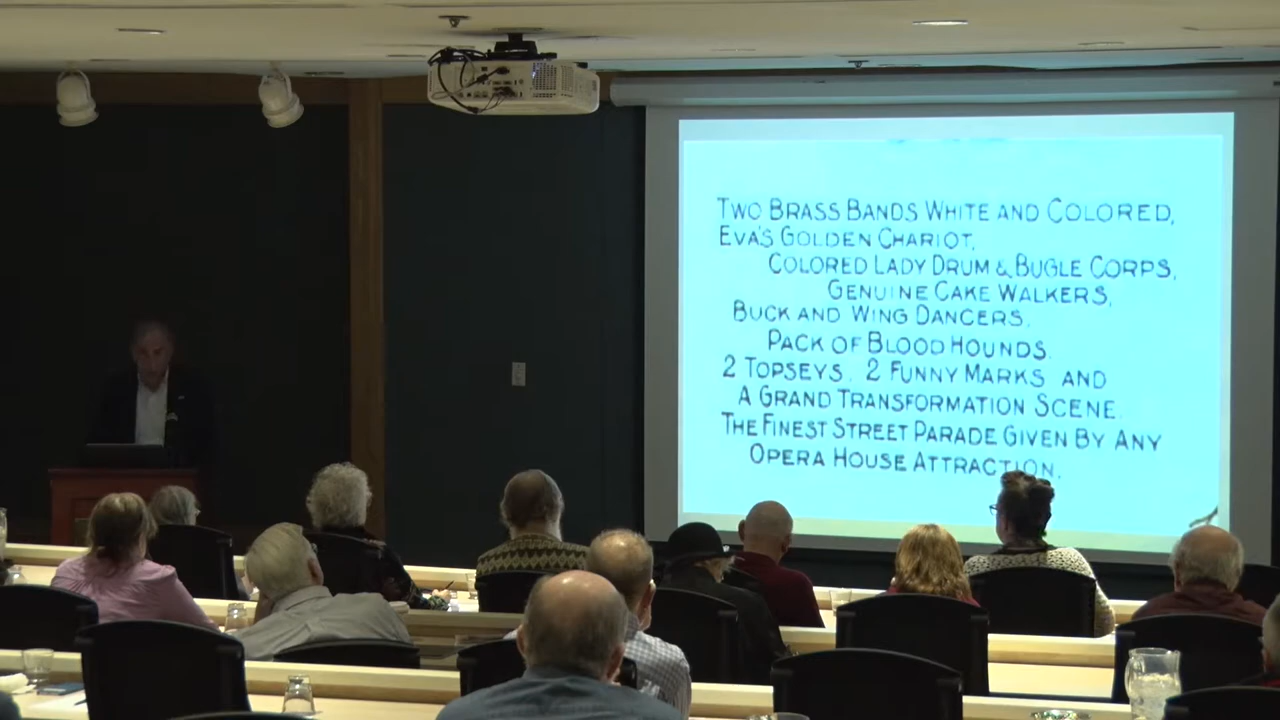 TWO BRASS BANDS WHITE AND COLORED,
EVA'S GOLDEN CHARIOT,
COLORED LADY DRUM & BUGLE CORPS,
GENUINE CAKE WALKERS,
BUCK AND WING DANCERS,
PACK OF BLOOD HOUNDS.
2 TOPSEYS, 2 FUNNY MARKS AND
A GRAND TRANSFORMATION SCENE.
THE FINEST STREET PARADE GIVEN BY ANY
OPERA HOUSE ATTRACTION.